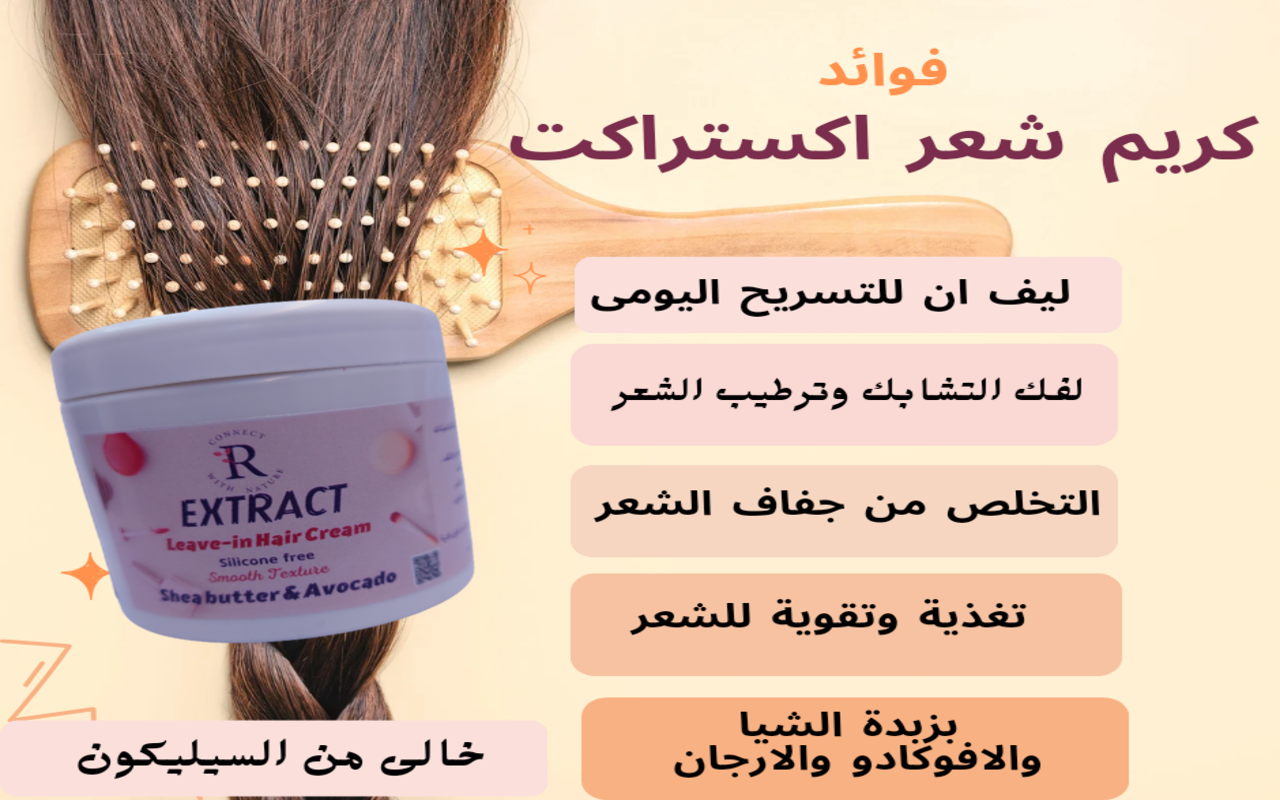 فوائد
كريم شعر اكستراكت
ليف ان للتسريح اليومى
لفك التشابك وترطيب الشعر
التخلص من جفاف الشعر
تغذية وتقوية للشعر
بزبدة الشيا
والافوكادو والارجان
خالى من السيليكون
CONNECT
R
WITH NATURE
EXTRACT
Leave-in Hair Cream
Silicone free
Smooth Texture
Shea butter & Avocado